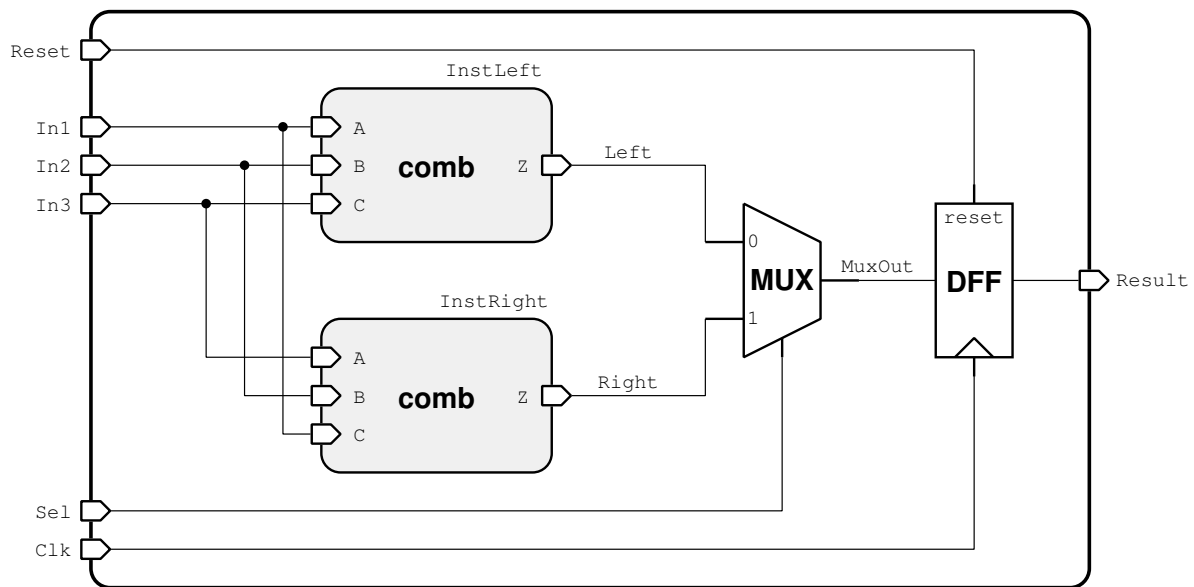 Reset
InstLeft
In1
A
In2
B
comb
Z
Left
In3
C
reset
0
MUX
MuxOut
DFF
Result
InstRight
1
A
Right
B
comb
Z
C
Sel
Clk